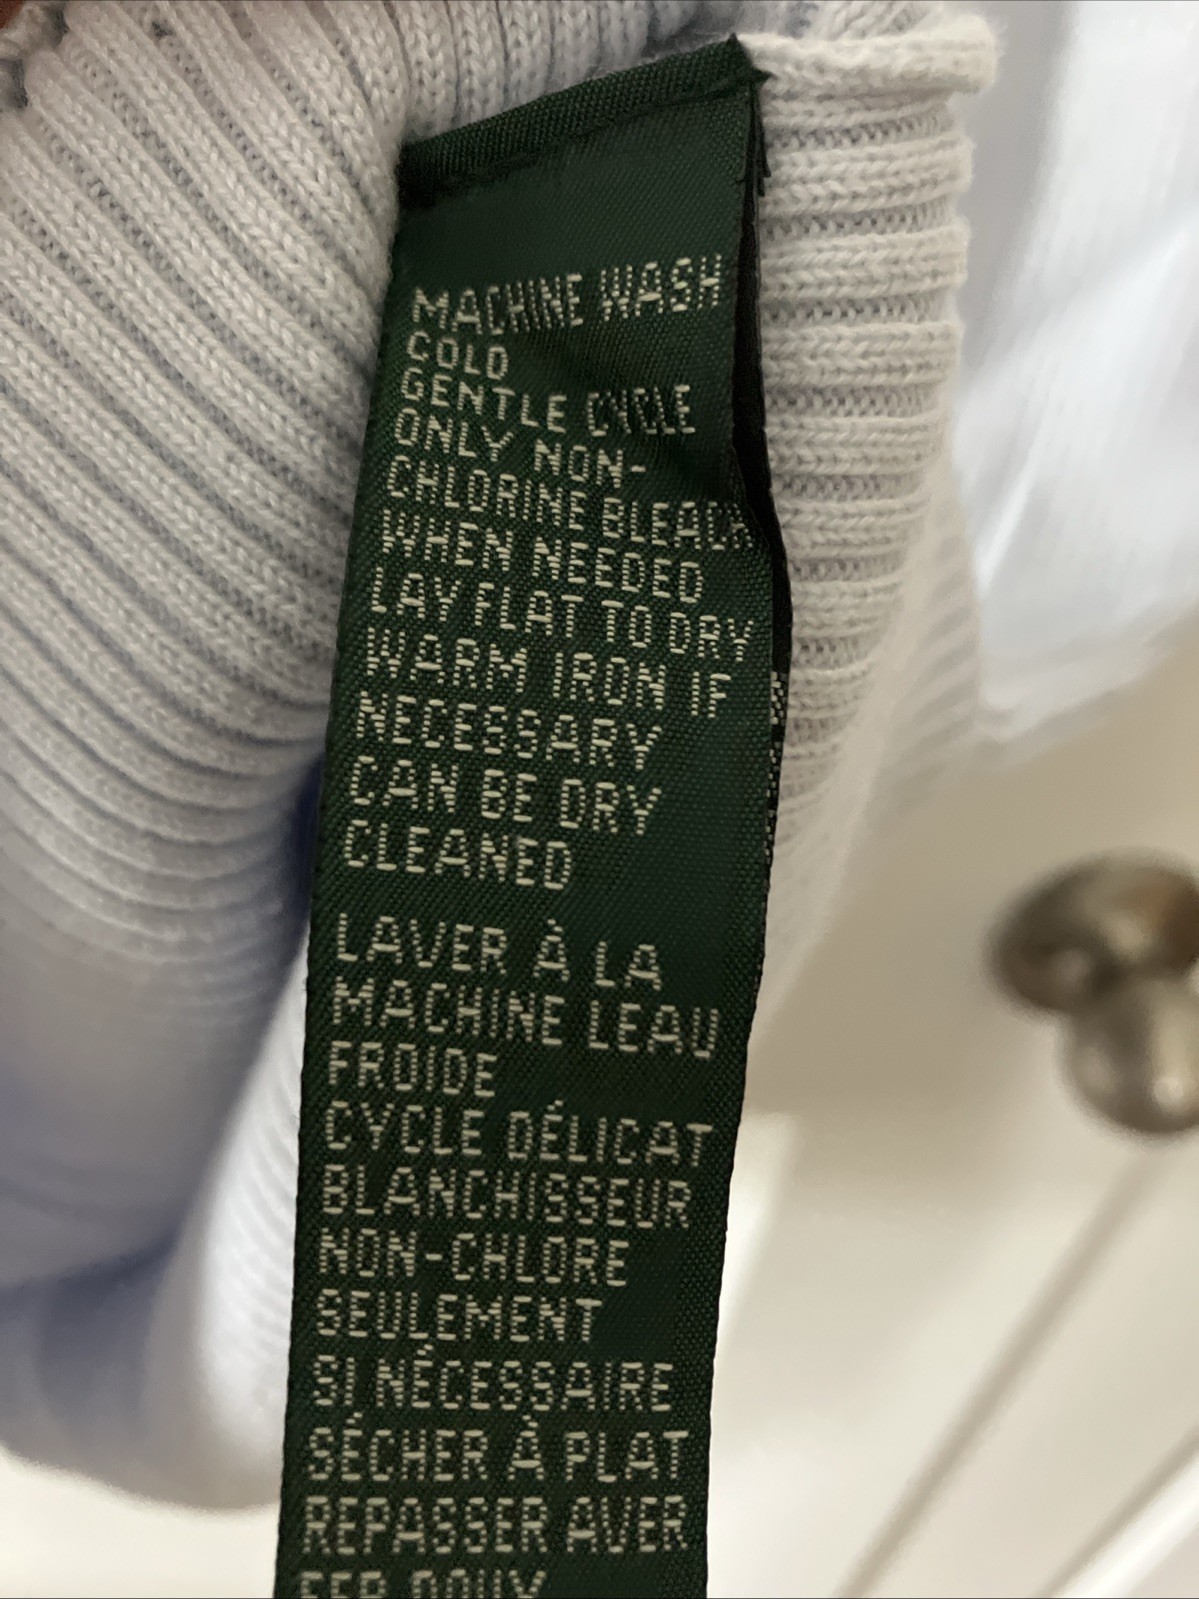 MACHINE WASH
COLD
GENTLE CYCLE
ONLY NON-
CHLORINE BLEACH
WHEN NEEDED
LAY FLAT TO DRY
WARM IRON IF
NECESSARY
CAN BE DRY
CLEANED
LAVER À LA
MACHINE LEAU
FROIDE
CYCLE DÉLICAT
BLANCHISSEUR
NON-CHLORE
SEULEMENT
SI NÉCESSAIRE
SÉCHER À PLAT
REPASSER AVER
FER DOUX